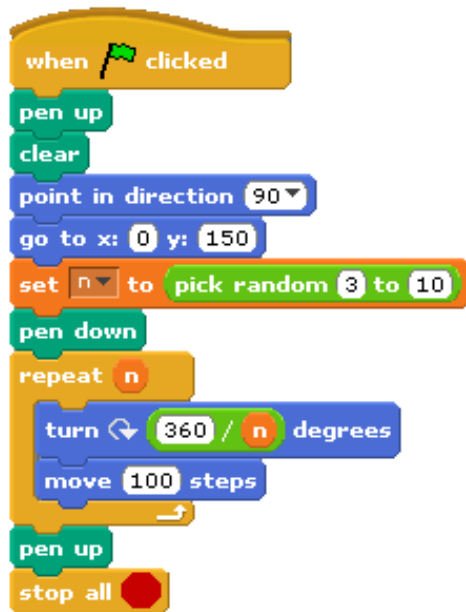 when clicked
pen up
clear
point in direction 90
go to x: 0 y: 150
set n to pick random 3 to 10
pen down
repeat n
turn 360 / n degrees
move 100 steps
pen up
stop all